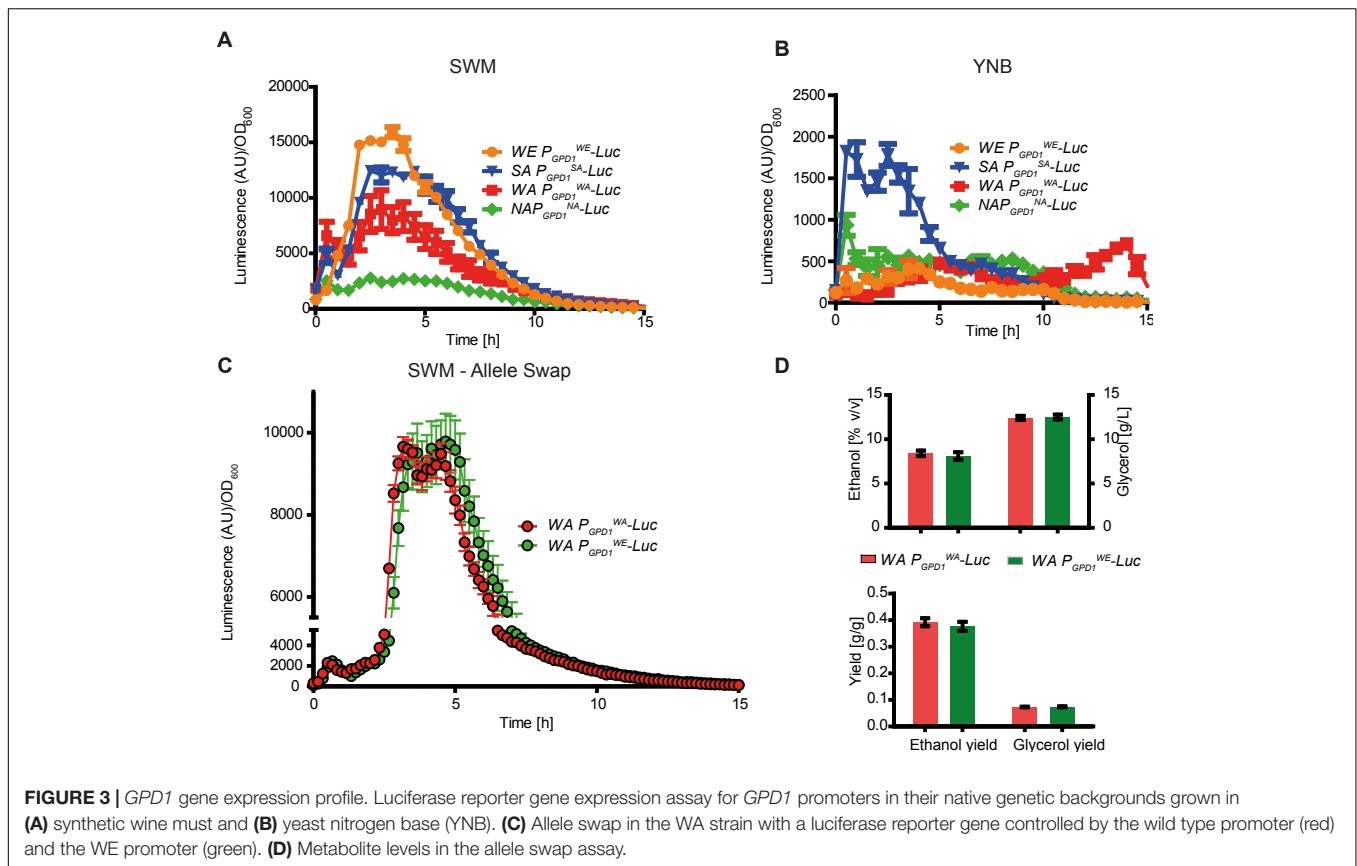 A
SWM
Luminescence (AU)/OD600
20000
15000
10000
5000
0
0
5
10
15
Time [h]
WE PGPD1WE-Luc
SA PGPD1SA-Luc
WA PGPD1WA-Luc
NAPGPD1NA-Luc
B
YNB
Luminescence (AU)/OD600
2500
2000
1500
1000
500
0
0
5
10
15
Time [h]
WE PGPD1WE-Luc
SA PGPD1SA-Luc
WA PGPD1WA-Luc
NAPGPD1NA-Luc
C
SWM - Allele Swap
Luminescence (AU)/OD600
10000
8000
6000
4000
2000
0
0
5
10
15
Time [h]
WA PGPD1WA-Luc
WA PGPD1WE-Luc
D
Ethanol [% v/v)
15
10
5
0
15
10
5
0
Glycerol [g/L]
WA PGPD1WA-Luc WA PGPD1WE-Luc
Yield [g/g]
0.5
0.4
0.3
0.2
0.1
0.0
Ethanol yield Glycerol yield
FIGURE 3 | GPD1 gene expression profile. Luciferase reporter gene expression assay for GPD1 promoters in their native genetic backgrounds grown in
(A) synthetic wine must and (B) yeast nitrogen base (YNB). (C) Allele swap in the WA strain with a luciferase reporter gene controlled by the wild type promoter (red)
and the WE promoter (green). (D) Metabolite levels in the allele swap assay.